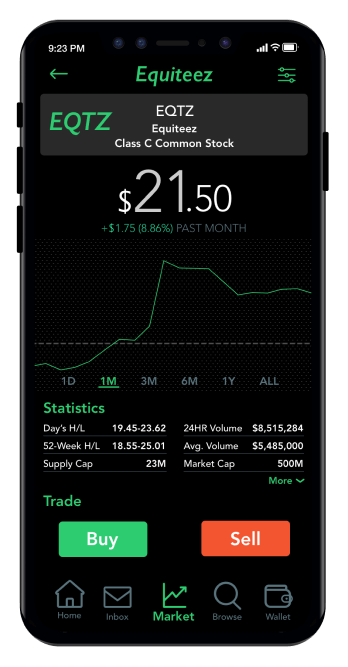 9:23 PM
Equiteez
EQTZ
EQTZ
Equiteez
Class C Common Stock
$21.50
+$1.75 (8.86%) PAST MONTH
1D 1M 3M 6M 1Y ALL
Statistics
Day's H/L 19.45-23.62 24HR Volume $8,515,284
52-Week H/L 18.55-25.01 Avg. Volume $5,485,000
Supply Cap 23M Market Cap 500M
More
Trade
Buy Sell
Home Inbox Market Browse Wallet